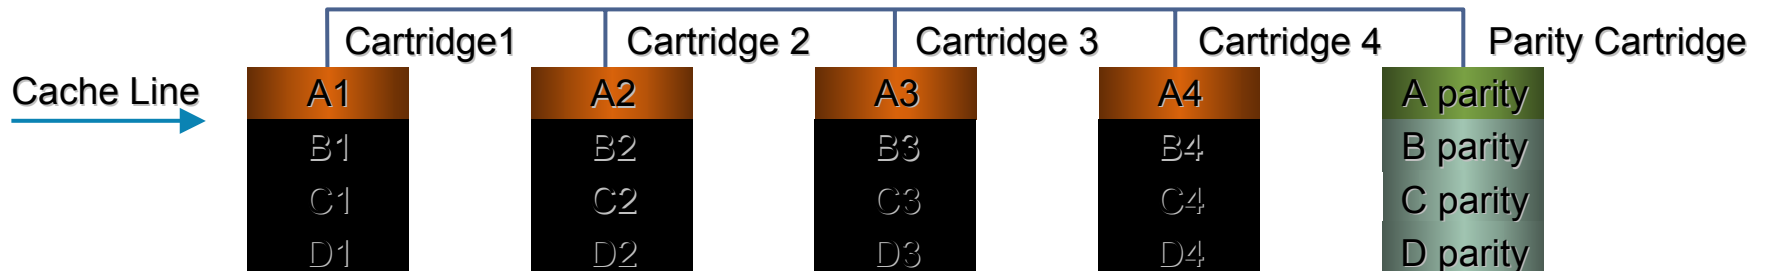 Cartridge1 Cartridge 2 Cartridge 3 Cartridge 4 Parity Cartridge
Cache Line A1 A2 A3 A4 A parity
B1 B2 B3 B4 B parity
C1 C2 C3 C4 C parity
D1 D2 D3 D4 D parity